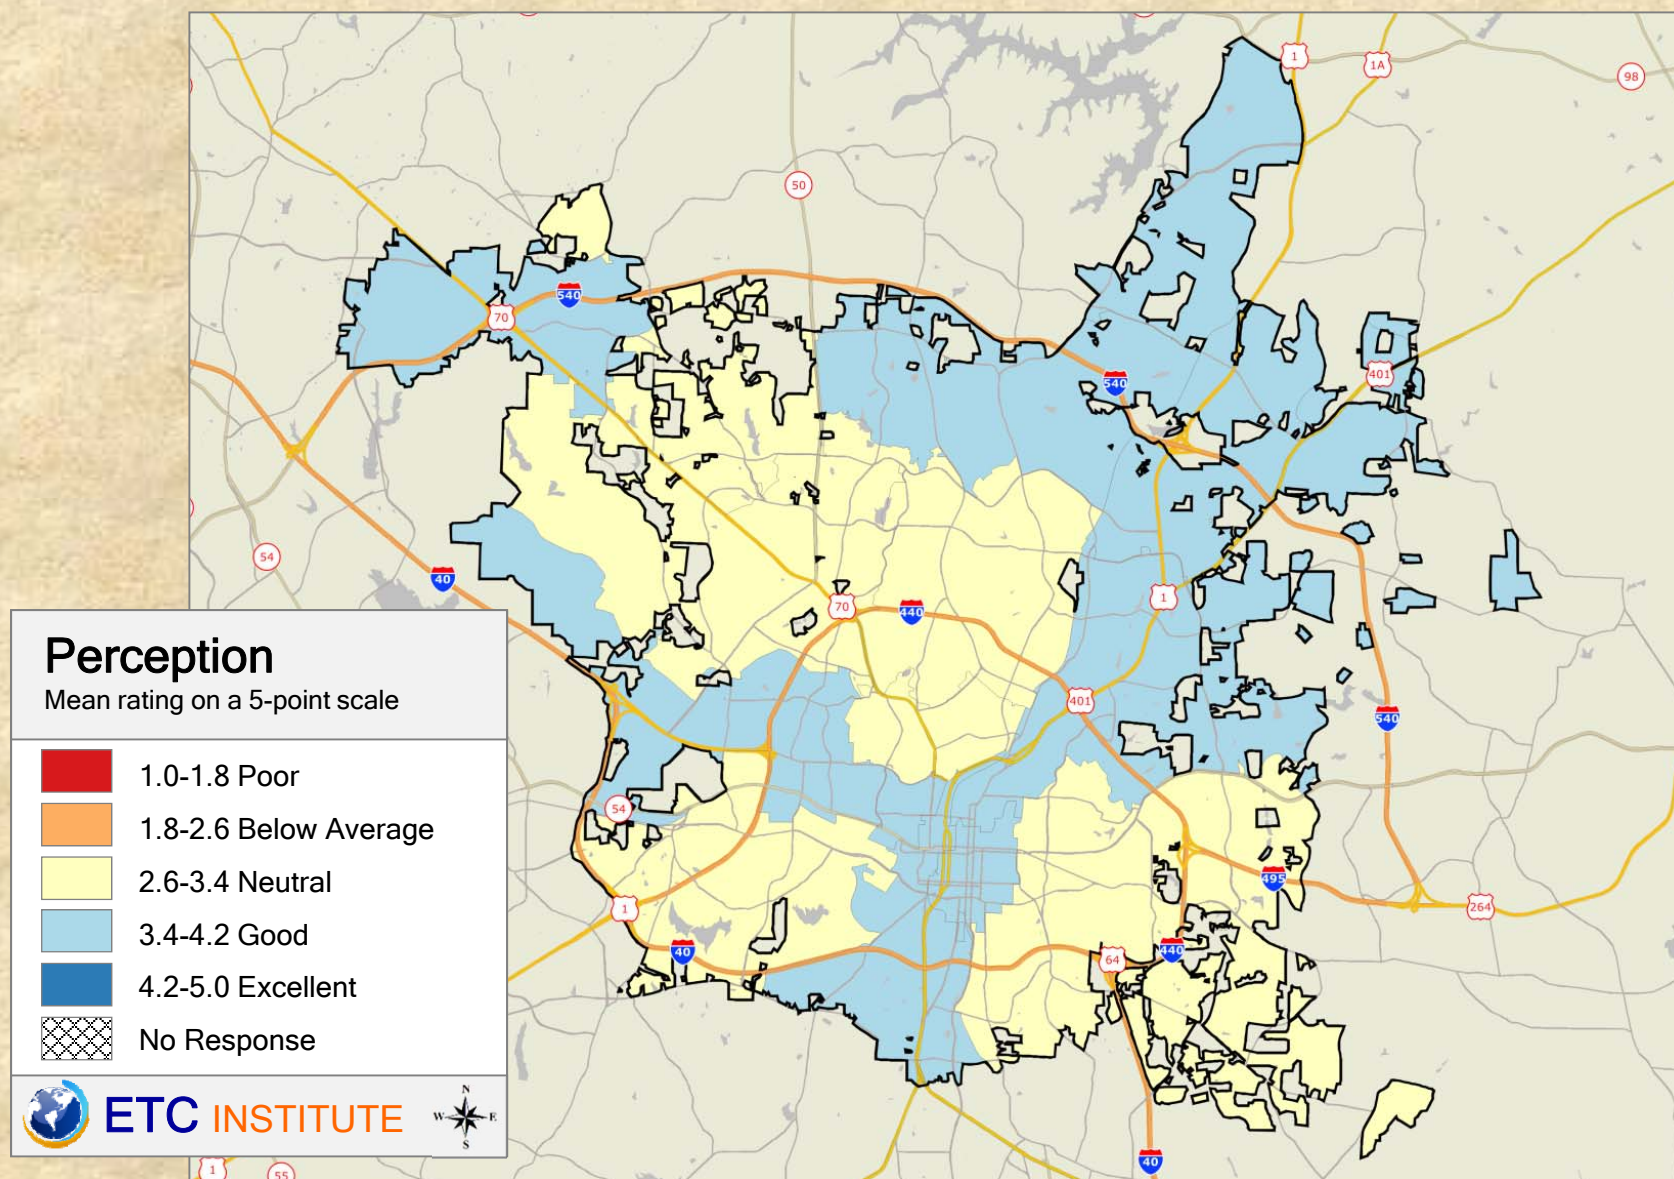 1
1A
98
50
540
70
401
540
54
40
1
70
440
401
540
Perception
Mean rating on a 5-point scale
1.0-1.8 Poor
1.8-2.6 Below Average
2.6-3.4 Neutral
3.4-4.2 Good
4.2-5.0 Excellent
No Response
ETC INSTITUTE
N
W E
S
54
495
1
264
40
440
64
40
1
55